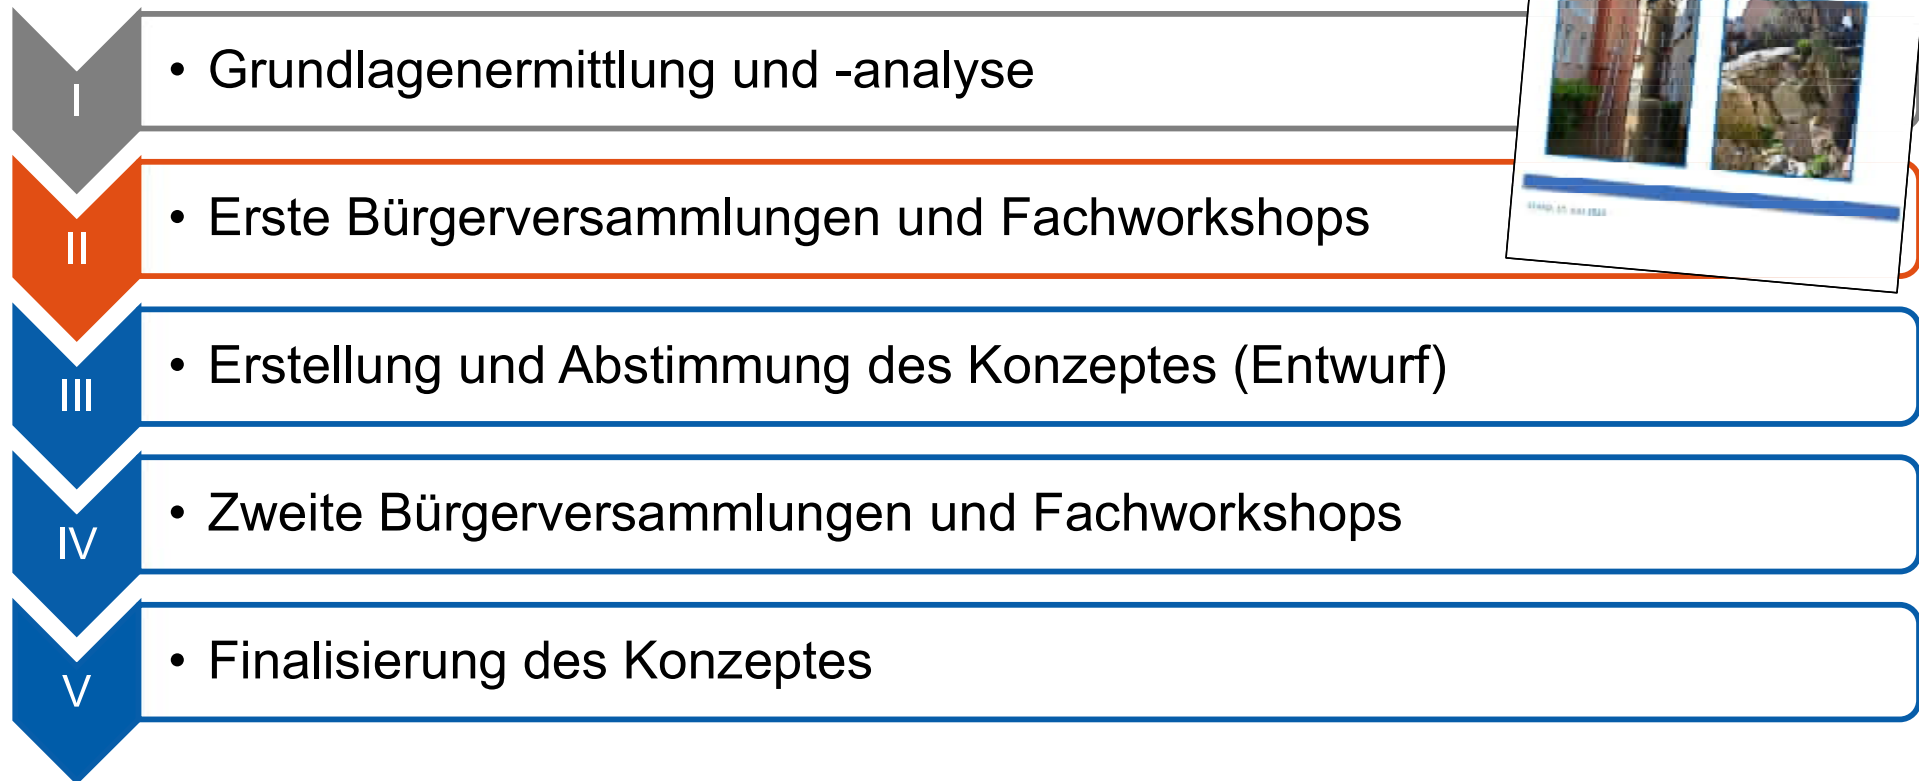 I
• Grundlagenermittlung und -analyse
II
• Erste Bürgerversammlungen und Fachworkshops
III
• Erstellung und Abstimmung des Konzeptes (Entwurf)
IV
• Zweite Bürgerversammlungen und Fachworkshops
V
• Finalisierung des Konzeptes